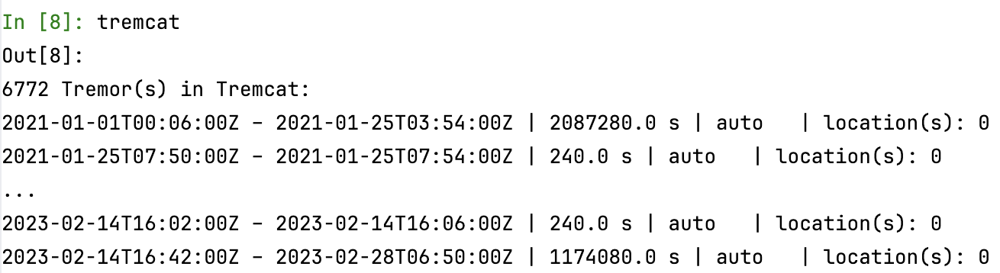 In [8]: tremcat
Out[8]:
6772 Tremor(s) in Tremcat:
2021-01-01T00:06:00Z – 2021-01-25T03:54:00Z | 2087280.0 s | auto   | location(s): 0
2021-01-25T07:50:00Z – 2021-01-25T07:54:00Z | 240.0 s | auto   | location(s): 0
...
2023-02-14T16:02:00Z – 2023-02-14T16:06:00Z | 240.0 s | auto   | location(s): 0
2023-02-14T16:42:00Z – 2023-02-28T06:50:00Z | 1174080.0 s | auto   | location(s): 0